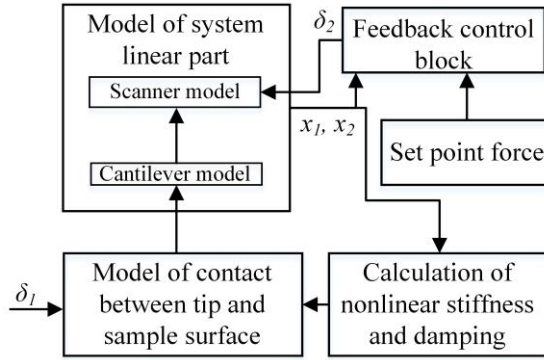 Model of system
linear part
Scanner model
Cantilever model
δ2
Feedback control
block
x1, x2
Set point force
δ1
Model of contact
between tip and
sample surface
Calculation of
nonlinear stiffness
and damping